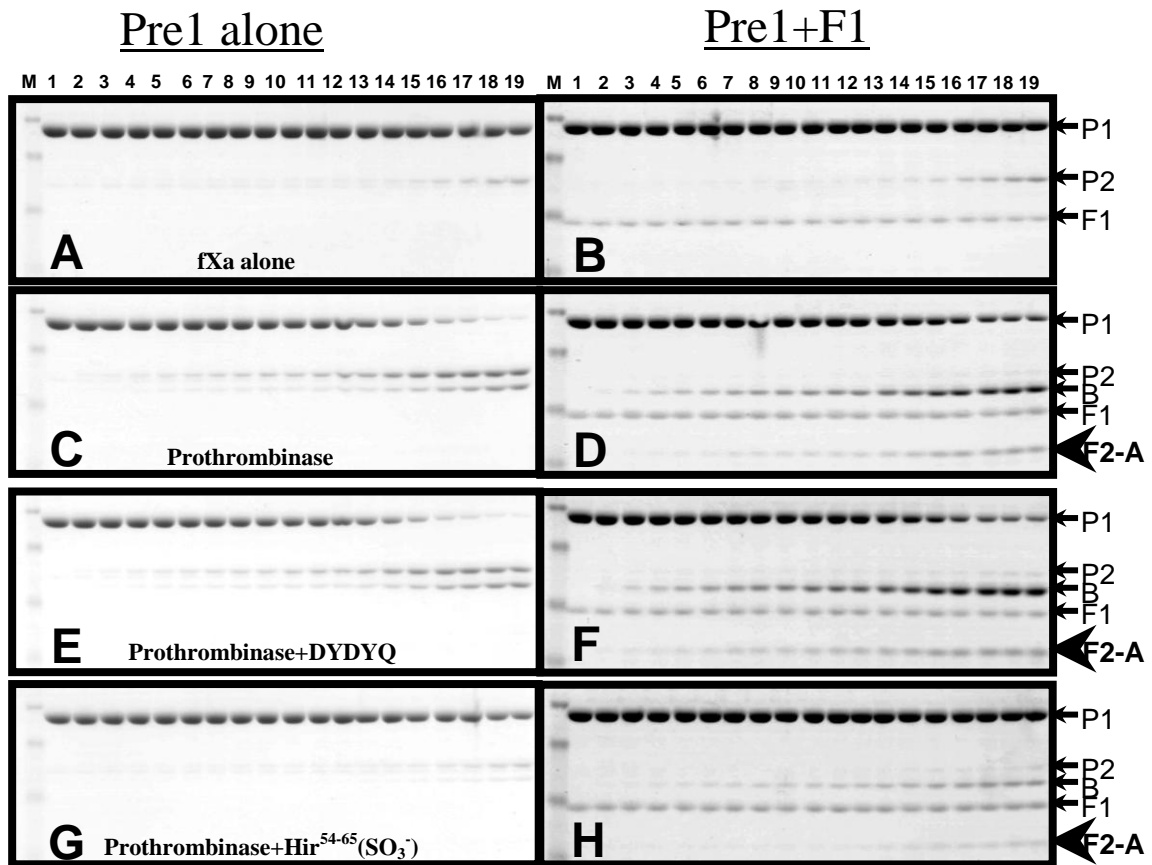 Pre1 alone
Pre1+F1
M 1 2 3 4 5 6 7 8 9 10 11 12 13 14 15 16 17 18 19
M 1 2 3 4 5 6 7 8 9 10 11 12 13 14 15 16 17 18 19
A
fXa alone
B
P1
P2
F1
C
Prothrombinase
D
P1
P2
B
F1
F2-A
E
Prothrombinase+DYDYQ
F
P1
P2
B
F1
F2-A
G
Prothrombinase+Hir⁵⁴⁻⁶⁵(SO₃⁻)
H
P1
P2
B
F1
F2-A